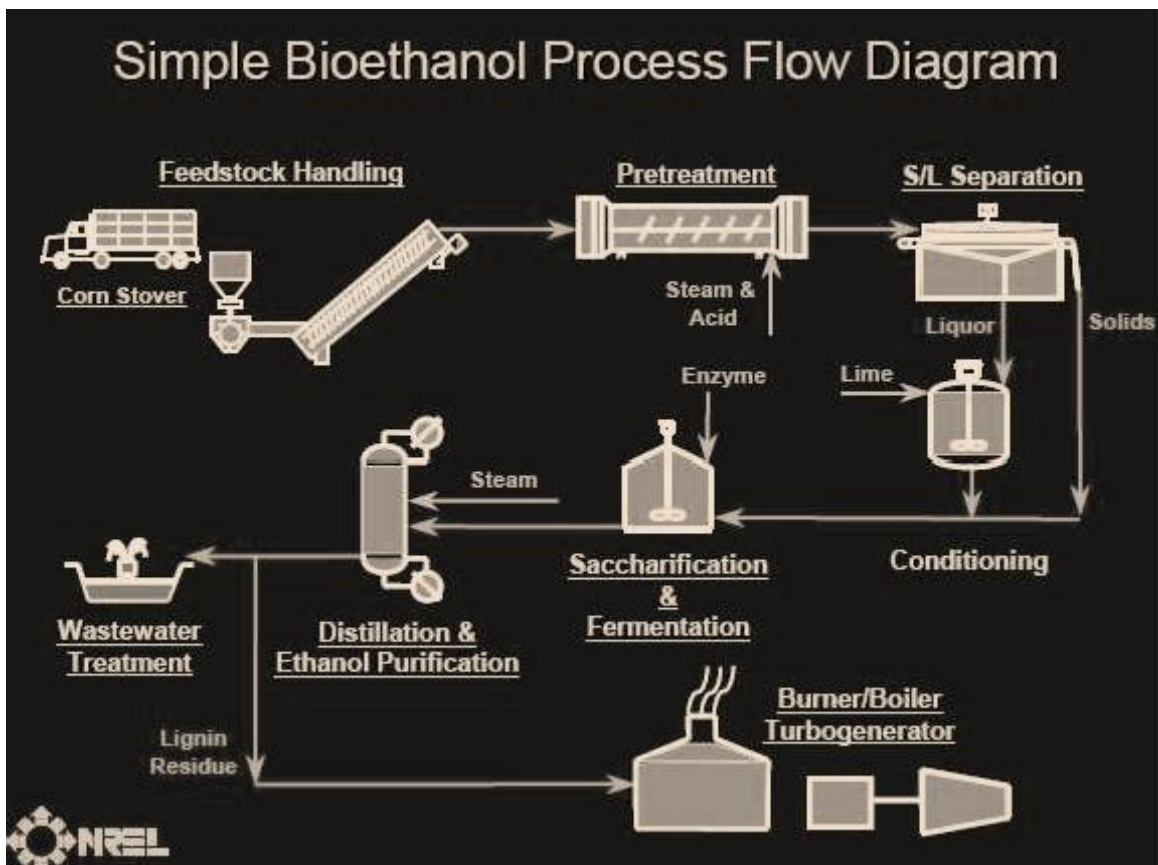 Simple Bioethanol Process Flow Diagram
Feedstock Handling
Pretreatment
S/L Separation
Corn Stover
Steam &
Acid
Liquor
Solids
Enzyme
Lime
Steam
Conditioning
Saccharification
&
Fermentation
Distillation &
Ethanol Purification
Wastewater
Treatment
Lignin
Residue
Burner/Boiler
Turbogenerator
NREL